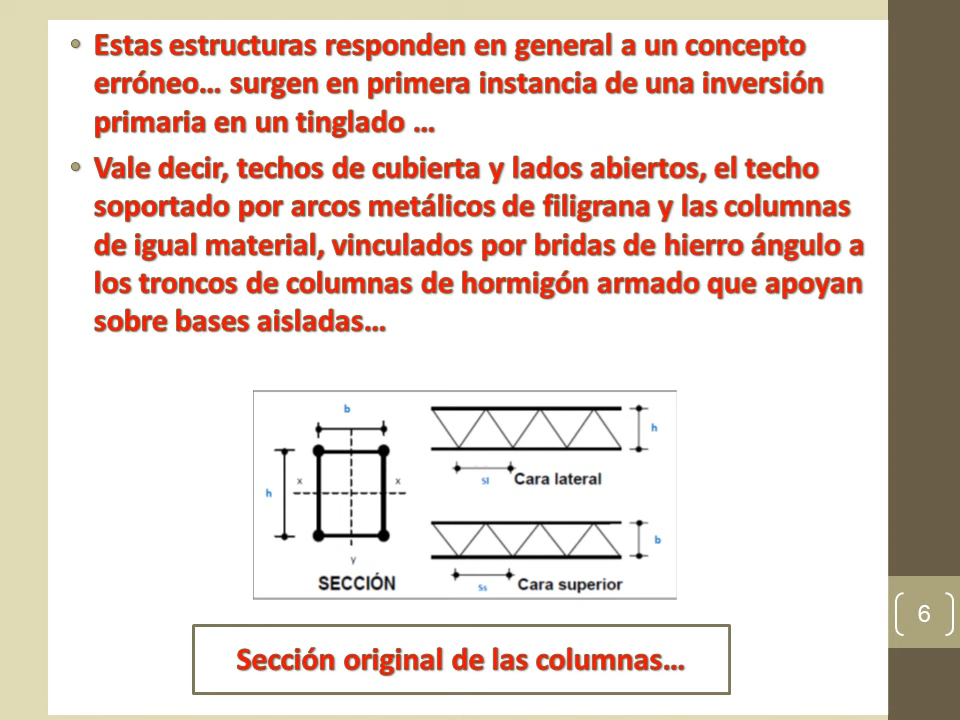 • Estas estructuras responden en general a un concepto
erróneo... surgen en primera instancia de una inversión
primaria en un tinglado ...
• Vale decir, techos de cubierta y lados abiertos, el techo
soportado por arcos metálicos de filigrana y las columnas
de igual material, vinculados por bridas de hierro ángulo a
los troncos de columnas de hormigón armado que apoyan
sobre bases aisladas...
b
h
x
x
y
SECCIÓN
h
sl
Cara lateral
b
Ss
Cara superior
6
Sección original de las columnas...